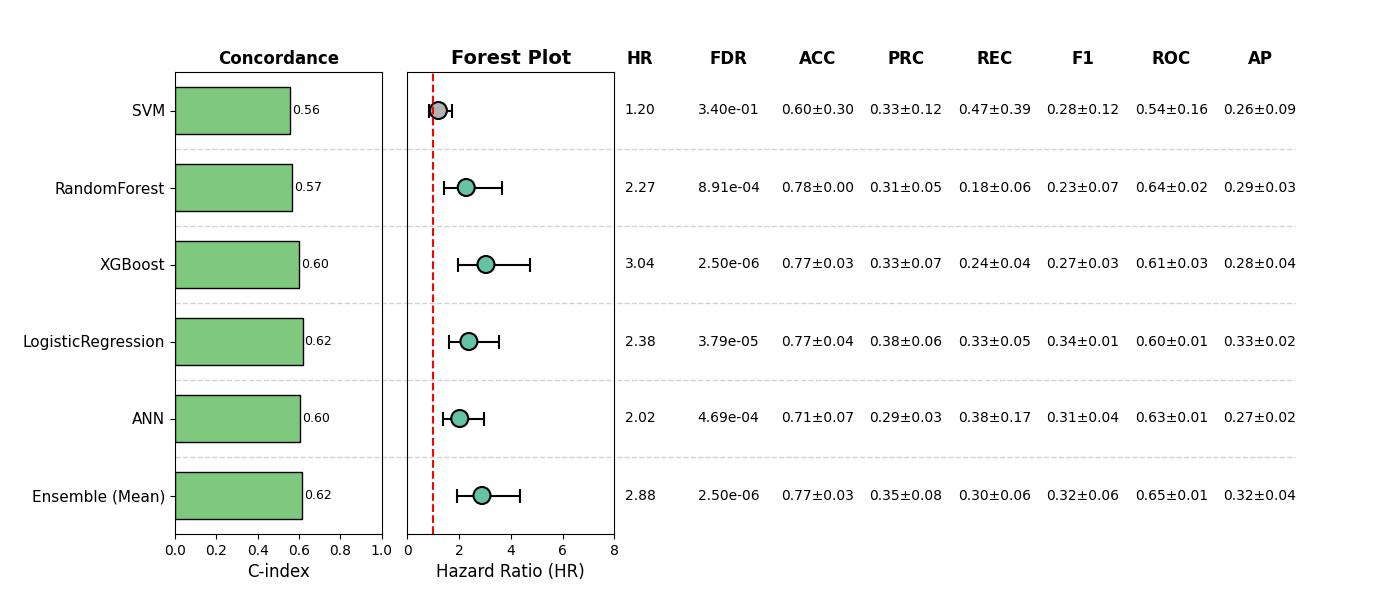 Concordance Forest Plot HR FDR ACC PRC REC F1 ROC AP
SVM 0.56 1.20 3.40e-01 0.60±0.30 0.33±0.12 0.47±0.39 0.28±0.12 0.54±0.16 0.26±0.09
RandomForest 0.57 2.27 8.91e-04 0.78±0.00 0.31±0.05 0.18±0.06 0.23±0.07 0.64±0.02 0.29±0.03
XGBoost 0.60 3.04 2.50e-06 0.77±0.03 0.33±0.07 0.24±0.04 0.27±0.03 0.61±0.03 0.28±0.04
LogisticRegression 0.62 2.38 3.79e-05 0.77±0.04 0.38±0.06 0.33±0.05 0.34±0.01 0.60±0.01 0.33±0.02
ANN 0.60 2.02 4.69e-04 0.71±0.07 0.29±0.03 0.38±0.17 0.31±0.04 0.63±0.01 0.27±0.02
Ensemble (Mean) 0.62 2.88 2.50e-06 0.77±0.03 0.35±0.08 0.30±0.06 0.32±0.06 0.65±0.01 0.32±0.04
0.0 0.2 0.4 0.6 0.8 1.0 0 2 4 6 8
C-index Hazard Ratio (HR)